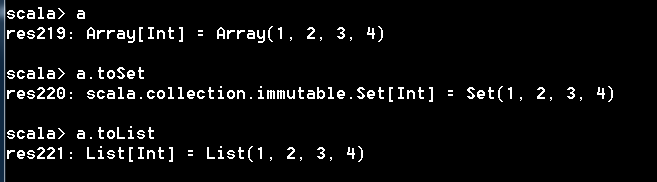 scala> a
res219: Array[Int] = Array(1, 2, 3, 4)
scala> a.toSet
res220: scala.collection.immutable.Set[Int] = Set(1, 2, 3, 4)
scala> a.toList
res221: List[Int] = List(1, 2, 3, 4)